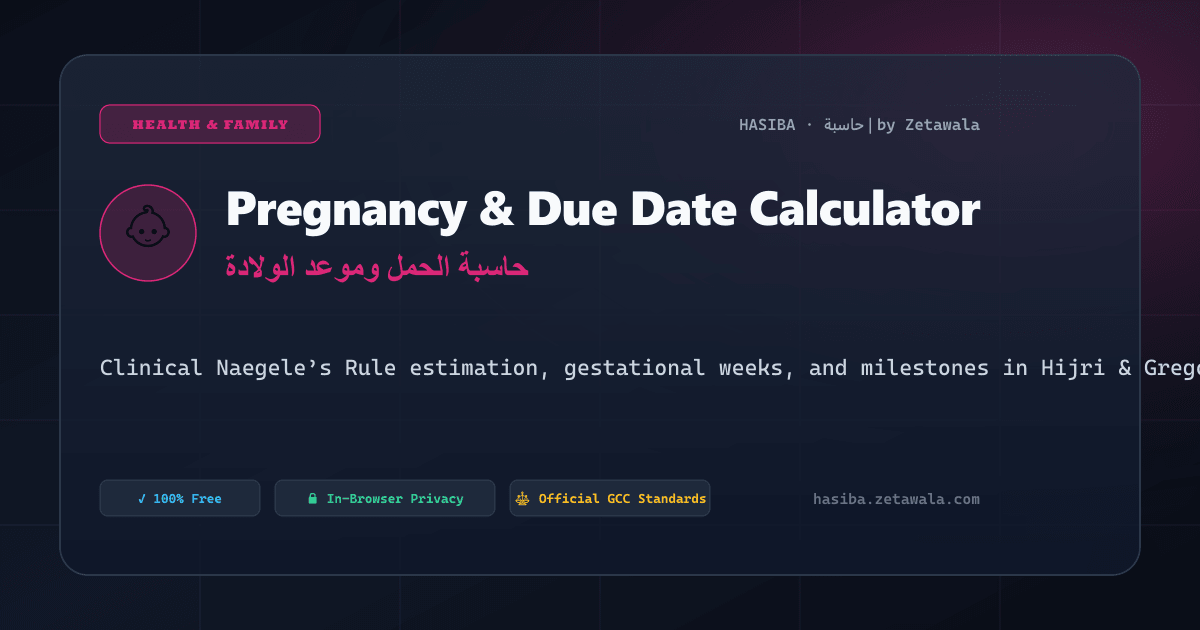 HEALTH & FAMILY
HASIBA · حاسبة | by Zetawala
Pregnancy & Due Date Calculator
حاسبة الحمل وموعد الولادة
Clinical Naegele’s Rule estimation, gestational weeks, and milestones in Hijri & Grego
✓ 100% Free
In-Browser Privacy
Official GCC Standards
hasiba.zetawala.com